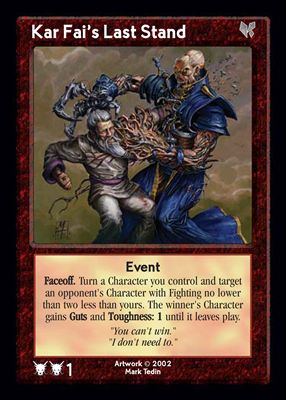 Kar Fai's Last Stand
Event
Faceoff. Turn a Character you control and target
an opponent's Character with Fighting no lower
than two less than yours. The winner's Character
gains Guts and Toughness: 1 until it leaves play.
"You can't win."
"I don't need to."
Artwork © 2002
Mark Tedin
1